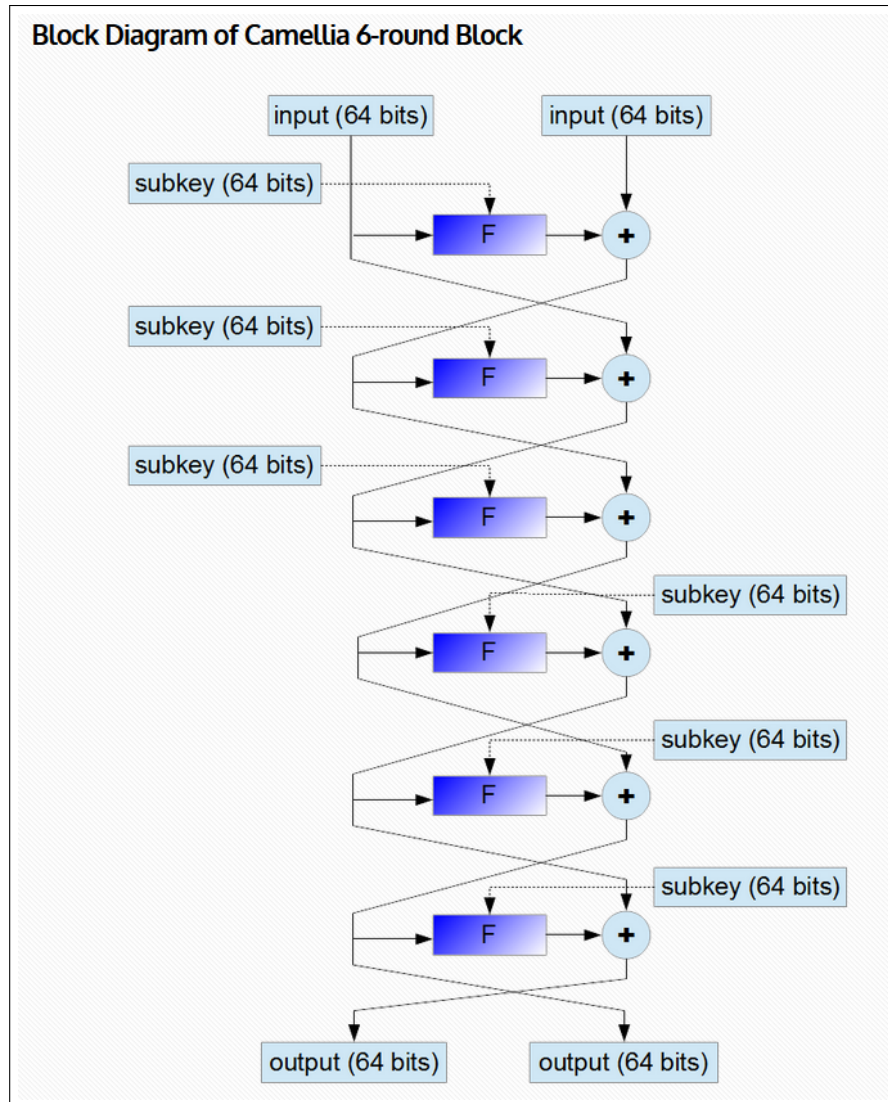 Block Diagram of Camellia 6-round Block
input (64 bits)
input (64 bits)
subkey (64 bits)
F
+
subkey (64 bits)
F
+
subkey (64 bits)
F
+
subkey (64 bits)
F
+
subkey (64 bits)
F
+
subkey (64 bits)
F
+
output (64 bits)
output (64 bits)